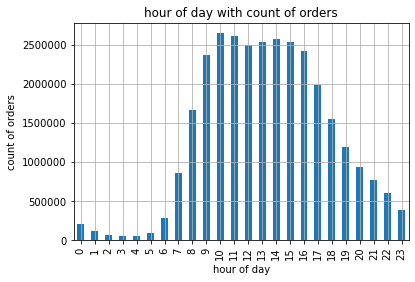 hour of day with count of orders
count of orders
2500000
2000000
1500000
1000000
500000
0
0 1 2 3 4 5 6 7 8 9 10 11 12 13 14 15 16 17 18 19 20 21 22 23
hour of day